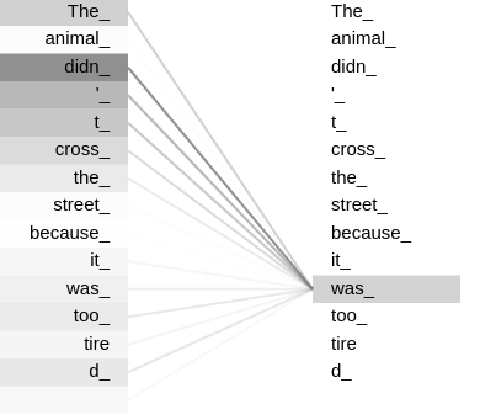 The_ The_
animal_ animal_
didn_ didn_
'_ '_
t_ t_
cross_ cross_
the_ the_
street_ street_
because_ because_
it_ it_
was_ was_
too_ too_
tire tire
d_ d_